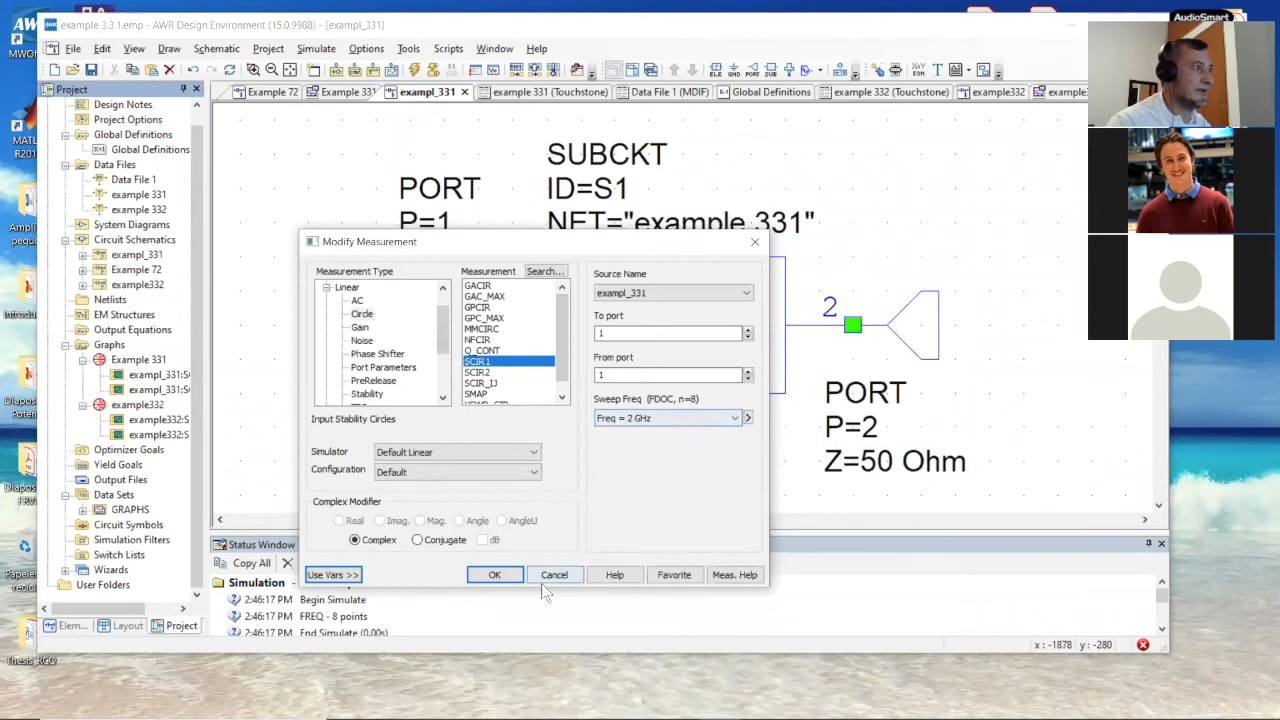 example 3.3.1.emp - AWR Design Environment (15.0.9988) - [exampl_331]
AudioSmart
File Edit View Draw Schematic Project Simulate Options Tools Scripts Window Help
Project
Example 72
Example 331
exampl_331
example 331 (Touchstone)
Data File 1 (MDIF)
Global Definitions
example 332 (Touchstone)
example332
Design Notes
Project Options
Global Definitions
Global Definitions
Data Files
Data File 1
example 331
example 332
System Diagrams
Circuit Schematics
exampl_331
Example 72
example332
Netlists
EM Structures
Output Equations
Graphs
Example 331
exampl_331:S(
exampl_331:S(
example332
example332:S
example332:S
Optimizer Goals
Yield Goals
Output Files
Data Sets
GRAPHS
Circuit Symbols
Simulation Filters
Switch Lists
Wizards
User Folders
Elem...
Layout
Project
SUBCKT
ID=S1
NET="example 331"
PORT
P=1
2
PORT
P=2
Z=50 Ohm
Modify Measurement
Measurement Type
Linear
AC
Circle
Gain
Noise
Phase Shifter
Port Parameters
PreRelease
Stability
Measurement
Search...
GACIR
GAC_MAX
GPCIR
GPC_MAX
MMCIRC
NFCIR
Q_CONT
SCIR1
SCIR2
SCIR_IJ
SMAP
Input Stability Circles
Simulator
Default Linear
Configuration
Default
Complex Modifier
Real
Imag.
Mag.
Angle
AngleU
Complex
Conjugate
dB
Source Name
exampl_331
To port
1
From port
1
Sweep Freq (FDOC, n=8)
Freq = 2 GHz
Use Vars >>
OK
Cancel
Help
Favorite
Meas. Help
Status Window
Copy All
Simulation
2:46:17 PM Begin Simulate
2:46:17 PM FREQ - 8 points
2:46:17 PM End Simulate (0.00s)
x : -1878 y : -280
Thesis_RGO